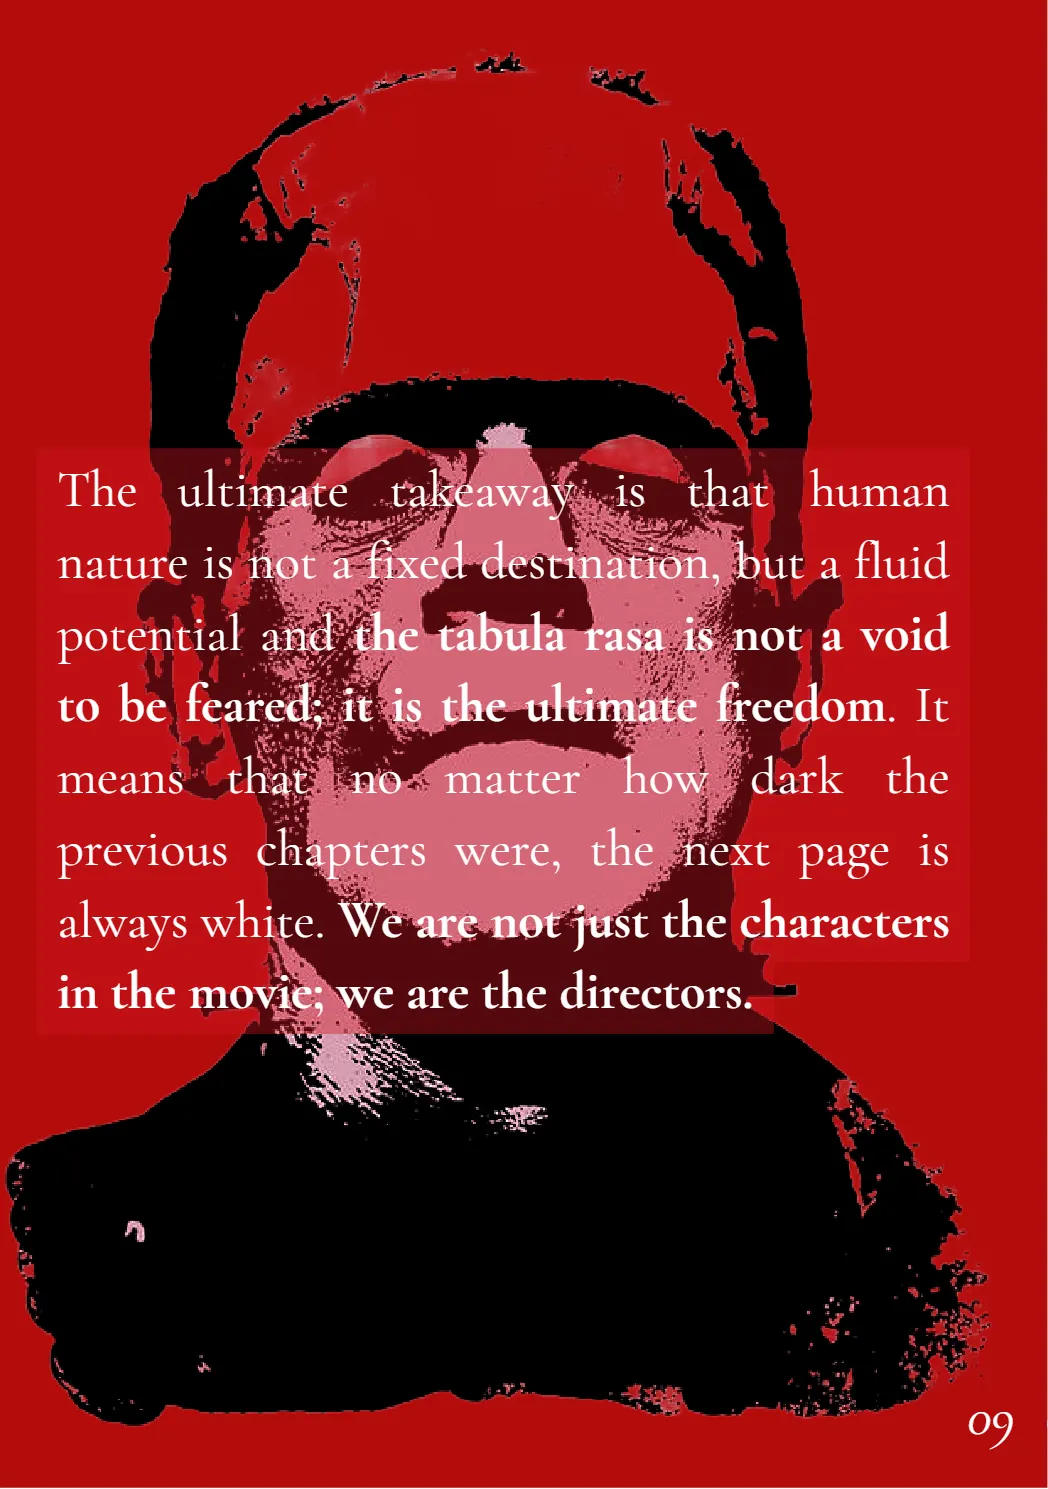 The ultimate takeaway is that human
nature is not a fixed destination, but a fluid
potential and the tabula rasa is not a void
to be feared; it is the ultimate freedom. It
means that no matter how dark the
previous chapters were, the next page is
always white. We are not just the characters
in the movie; we are the directors.
09